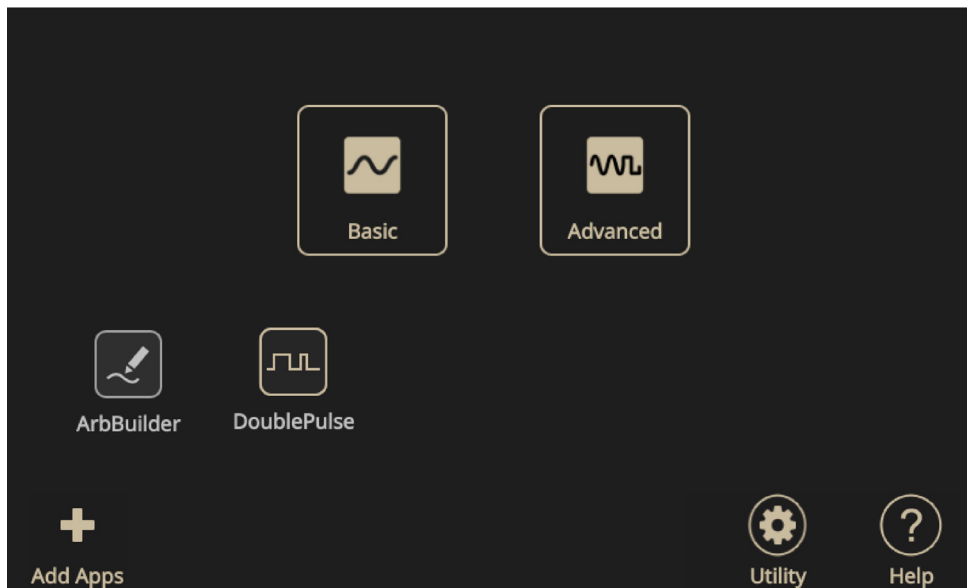 Basic
Advanced
ArbBuilder
DoublePulse
Add Apps
Utility
Help